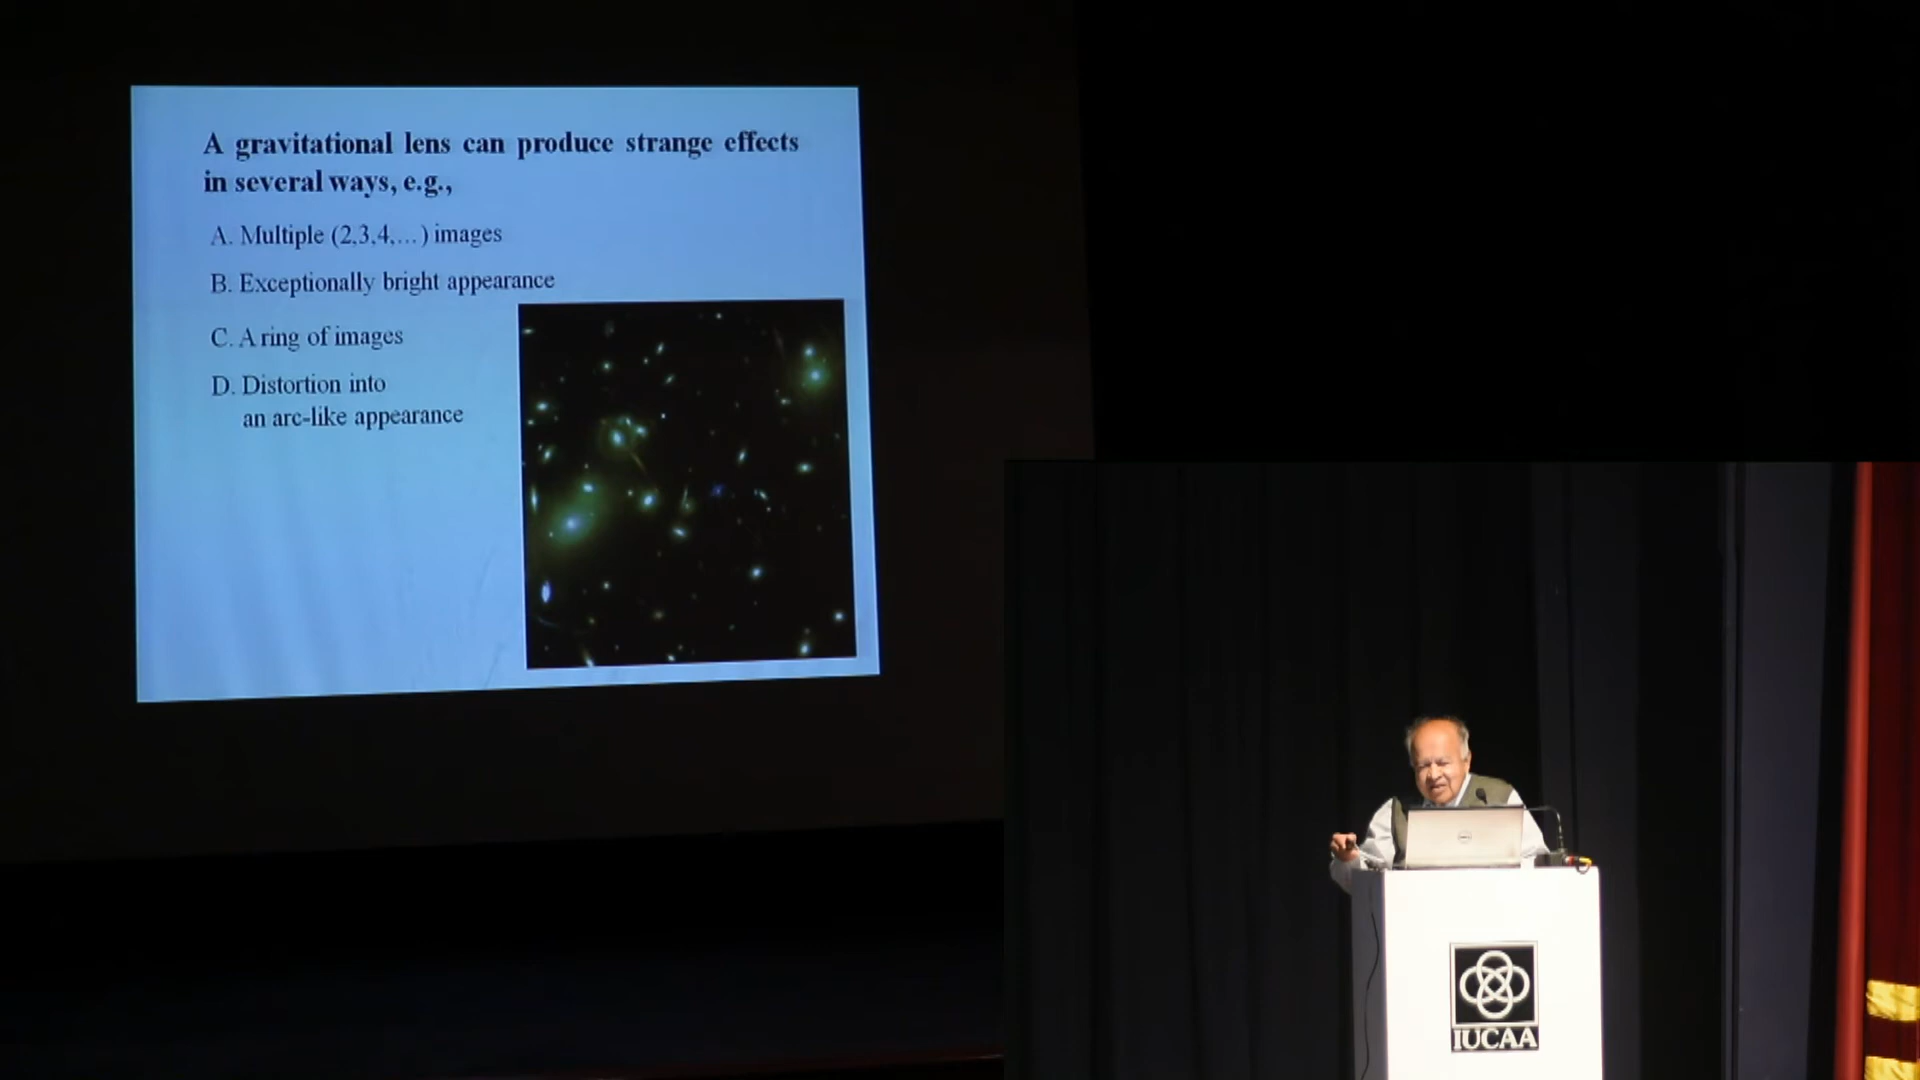 A gravitational lens can produce strange effects
in several ways, e.g.,
A. Multiple (2,3,4,...) images
B. Exceptionally bright appearance
C. A ring of images
D. Distortion into
an arc-like appearance
IUCAA